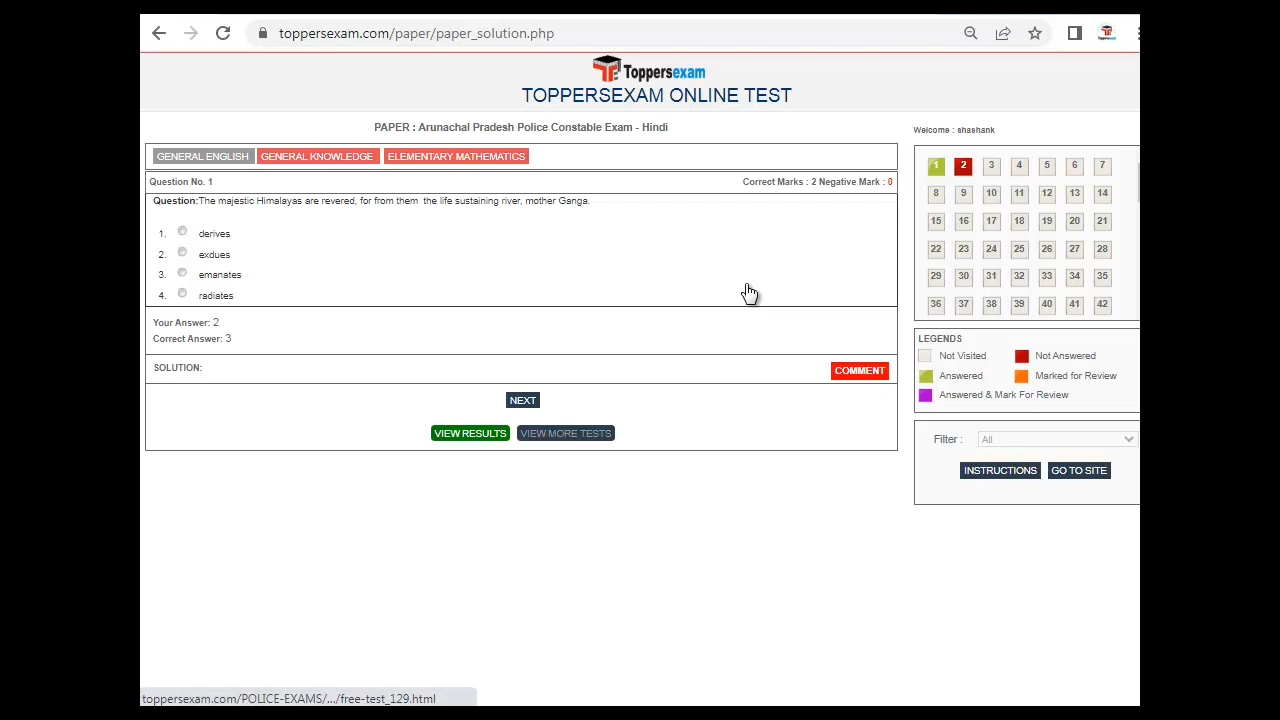 toppersexam.com/paper/paper_solution.php
Toppersexam
TOPPERSEXAM ONLINE TEST
PAPER : Arunachal Pradesh Police Constable Exam - Hindi
Welcome : shashank
GENERAL ENGLISH GENERAL KNOWLEDGE ELEMENTARY MATHEMATICS
Question No. 1 Correct Marks : 2 Negative Mark : 0
Question:The majestic Himalayas are revered, for from them the life sustaining river, mother Ganga.
1. derives
2. exdues
3. emanates
4. radiates
Your Answer: 2
Correct Answer: 3
SOLUTION: COMMENT
NEXT
VIEW RESULTS VIEW MORE TESTS
1 2 3 4 5 6 7
8 9 10 11 12 13 14
15 16 17 18 19 20 21
22 23 24 25 26 27 28
29 30 31 32 33 34 35
36 37 38 39 40 41 42
LEGENDS
Not Visited Not Answered
Answered Marked for Review
Answered & Mark For Review
Filter : All
INSTRUCTIONS GO TO SITE
toppersexam.com/POLICE-EXAMS/.../free-test_129.html